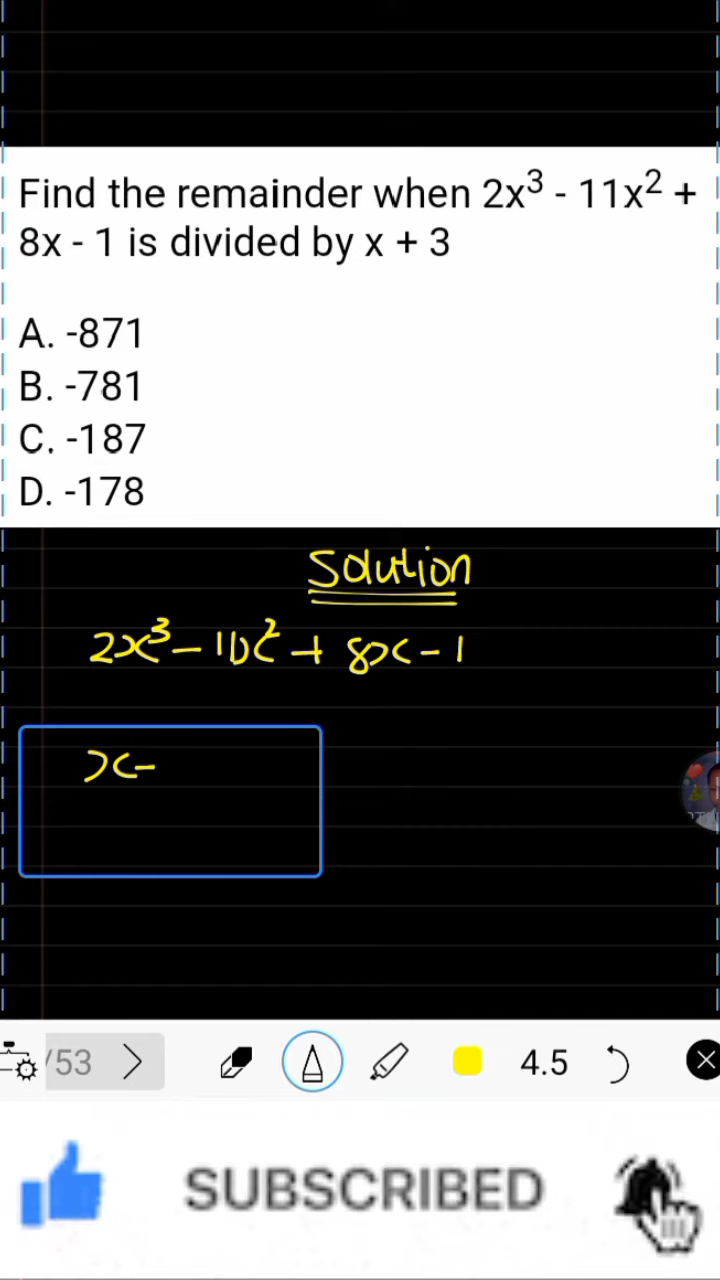 Find the remainder when 2x³ - 11x² +
8x - 1 is divided by x + 3
A. -871
B. -781
C. -187
D. -178
Solution
2x³ - 11x² + 8x - 1
x -
/53
4.5
SUBSCRIBED